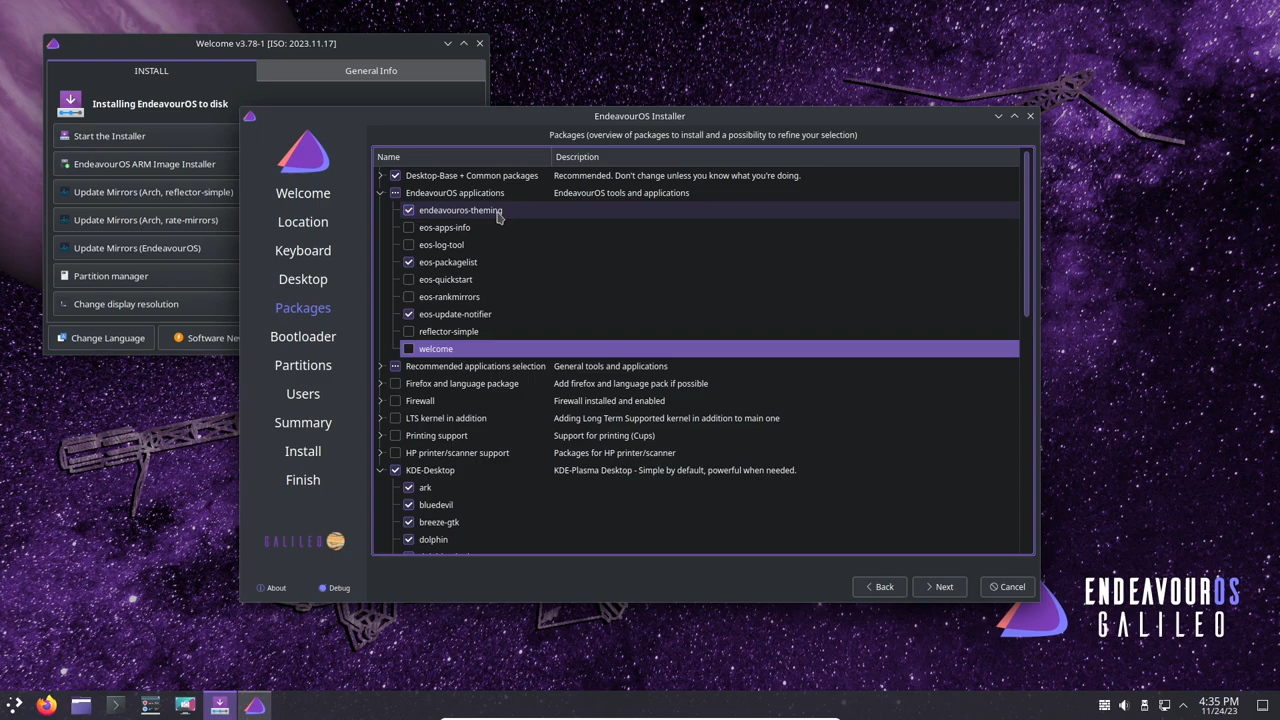 Welcome v3.78-1 [ISO: 2023.11.17]
INSTALL
General Info
Installing EndeavourOS to disk
Start the Installer
EndeavourOS ARM Image Installer
Update Mirrors (Arch, reflector-simple)
Update Mirrors (Arch, rate-mirrors)
Update Mirrors (EndeavourOS)
Partition manager
Change display resolution
Change Language
Software Ne
EndeavourOS Installer
Welcome
Location
Keyboard
Desktop
Packages
Bootloader
Partitions
Users
Summary
Install
Finish
GALILEO
About
Debug
Packages (overview of packages to install and a possibility to refine your selection)
Name Description
Desktop-Base + Common packages Recommended. Don't change unless you know what you're doing.
EndeavourOS applications EndeavourOS tools and applications
endeavouros-theming
eos-apps-info
eos-log-tool
eos-packagelist
eos-quickstart
eos-rankmirrors
eos-update-notifier
reflector-simple
welcome
Recommended applications selection General tools and applications
Firefox and language package Add firefox and language pack if possible
Firewall Firewall installed and enabled
LTS kernel in addition Adding Long Term Supported kernel in addition to main one
Printing support Support for printing (Cups)
HP printer/scanner support Packages for HP printer/scanner
KDE-Desktop KDE-Plasma Desktop - Simple by default, powerful when needed.
ark
bluedevil
breeze-gtk
dolphin
Back
Next
Cancel
ENDEAVOUROS
GALILEO
4:35 PM
11/24/23